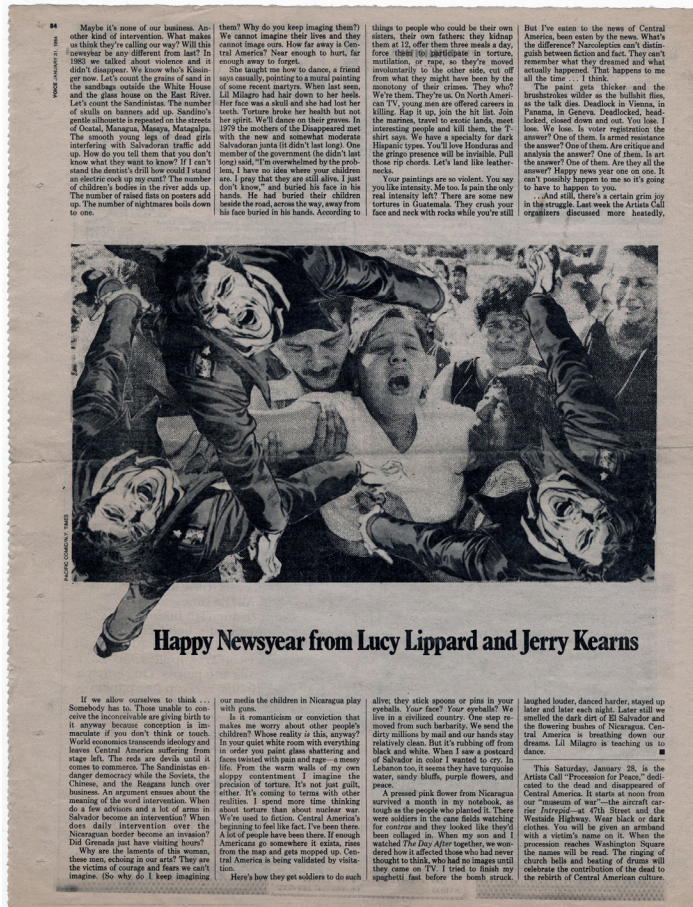 84
VOICE JANUARY 31, 1984
Maybe it's none of our business. An-
other kind of intervention. What makes
us think they're calling our way? Will this
newsyear be any different from last? In
1983 we talked about violence and it
didn't disappear. We know who's Kissin-
ger now. Let's count the grains of sand in
the sandbags outside the White House
and the glass house on the East River.
Let's count the Sandinistas. The number
of skulls on banners add up. Sandino's
gentle silhouette is repeated on the streets
of Ocatal, Managua, Masaya, Matagalpa.
The smooth young legs of dead girls
interfering with Salvadoran traffic add
up. How do you tell them that you don't
know what they want to know? If I can't
stand the dentist's drill how could I stand
an electric cock up my cunt? The number
of children's bodies in the river adds up.
The number of raised fists on posters add
up. The number of nightmares boils down
to one.
them? Why do you keep imaging them?)
We cannot imagine their lives and they
cannot image ours. How far away is Cen-
tral America? Near enough to hurt, far
enough away to forget.
She taught me how to dance, a friend
says casually, pointing to a mural painting
of some recent martyrs. When last seen,
Lil Milagro had hair down to her heels.
Her face was a skull and she had lost her
teeth. Torture broke her health but not
her spirit. We'll dance on their graves. In
1979 the mothers of the Disappeared met
with the new and somewhat moderate
Salvadoran junta (it didn't last long). One
member of the government (he didn't last
long) said, "I'm overwhelmed by the prob-
lem, I have no idea where your children
are. I pray that they are still alive. I just
don't know," and buried his face in his
hands. He had buried their children
beside the road, across the way, away from
his face buried in his hands. According to
things to people who could be their own
sisters, their own fathers: they kidnap
them at 12, offer them three meals a day,
force them to participate in torture,
mutilation, or rape, so they're moved
involuntarily to the other side, cut off
from what they might have been by the
monotony of their crimes. They who?
We're them. They're us. On North Ameri-
can TV, young men are offered careers in
killing. Rap it up, join the hit list. Join
the marines, travel to exotic lands, meet
interesting people and kill them, the T-
shirt says. We have a specialty for dark
Hispanic types. You'll love Honduras and
the gringo presence will be invisible. Pull
those rip cords. Let's land like leather-
necks.
Your paintings are so violent. You say
you like intensity. Me too. Is pain the only
real intensity left? There are some new
tortures in Guatemala. They crush your
face and neck with rocks while you're still
But I've eaten to the news of Central
America, been eaten by the news. What's
the difference? Narcoleptics can't distin-
guish between fiction and facts. They can't
remember what they dreamed and what
actually happened. That happens to me
all the time . . . I think.
The paint gets thicker and the
brushstrokes wilder as the bullshit flies,
as the talk dies. Deadlock in Vienna, in
Panama, in Geneva. Deadlocked, head-
locked, closed down and out. You lose. I
lose. We lose. Is voter registration the
answer? One of them. Is armed resistance
the answer? One of them. Are critique and
analysis the answer? One of them. Is art
the answer? One of them. Are they all the
answer? Happy news year one on one. It
can't possibly happen to me so it's going
to have to happen to you.
. . . And still, there's a certain grim joy
in the struggle. Last week the Artists Call
organizers discussed more heatedly,
PACIFIC COMIC/N.Y. TIMES
Happy Newsyear from Lucy Lippard and Jerry Kearns
If we allow ourselves to think . . .
Somebody has to. Those unable to con-
ceive the inconceivable are giving birth to
it anyway because conception is im-
maculate if you don't think or touch.
World economics transcends ideology and
leaves Central America suffering from
stage left. The reds are devils until it
comes to commerce. The Sandinistas en-
danger democracy while the Soviets, the
Chinese, and the Reagans lunch over
business. An argument ensues about the
meaning of the word intervention. When
do a few advisors and a lot of arms in
Salvador become an intervention? When
does daily intervention over the
Nicaraguan border become an invasion?
Did Grenada just have visiting hours?
Why are the laments of this woman,
these men, echoing in our arts? They are
the victims of courage and fears we can't
imagine. (So why do I keep imagining
our media the children in Nicaragua play
with guns.
Is it romanticism or conviction that
makes me worry about other people's
children? Whose reality is this, anyway?
In your quiet white room with everything
in order you paint glass shattering and
faces twisted with pain and rage—a messy
life. From the warm walls of my own
sloppy contentment I imagine the
precision of torture. It's not just guilt,
either. It's coming to terms with other
realities. I spend more time thinking
about torture than about nuclear war.
We're used to fiction. Central America's
beginning to feel like fact. I've been there.
A lot of people have been there. If enough
Americans go somewhere it exists, rises
from the map and gets mopped up. Cen-
tral America is being validated by visita-
tion.
Here's how they get soldiers to do such
alive; they stick spoons or pins in your
eyeballs. Your face? Your eyeballs? We
live in a civilized country. One step re-
moved from such barbarity. We send the
dirty millions by mail and our hands stay
relatively clean. But it's rubbing off from
black and white. When I saw a postcard
of Salvador in color I wanted to cry. In
Lebanon too, it seems they have turquoise
water, sandy bluffs, purple flowers, and
peace.
A pressed pink flower from Nicaragua
survived a month in my notebook, as
tough as the people who planted it. There
were soldiers in the cane fields watching
for contras and they looked like they'd
been collaged in. When my son and I
watched The Day After together, we won-
dered how it affected those who had never
thought to think, who had no images until
they came on TV. I tried to finish my
spaghetti fast before the bomb struck.
laughed louder, danced harder, stayed up
later and later each night. Later still we
smelled the dark dirt of El Salvador and
the flowering bushes of Nicaragua. Cen-
tral America is breathing down our
dreams. Lil Milagro is teaching us to
dance. ■
This Saturday, January 28, is the
Artists Call "Procession for Peace," dedi-
cated to the dead and disappeared of
Central America. It starts at noon from
our "museum of war"—the aircraft car-
rier Intrepid—at 47th Street and the
Westside Highway. Wear black or dark
clothes. You will be given an armband
with a victim's name on it. When the
procession reaches Washington Square
the names will be read. The ringing of
church bells and beating of drums will
celebrate the contribution of the dead to
the rebirth of Central American culture.